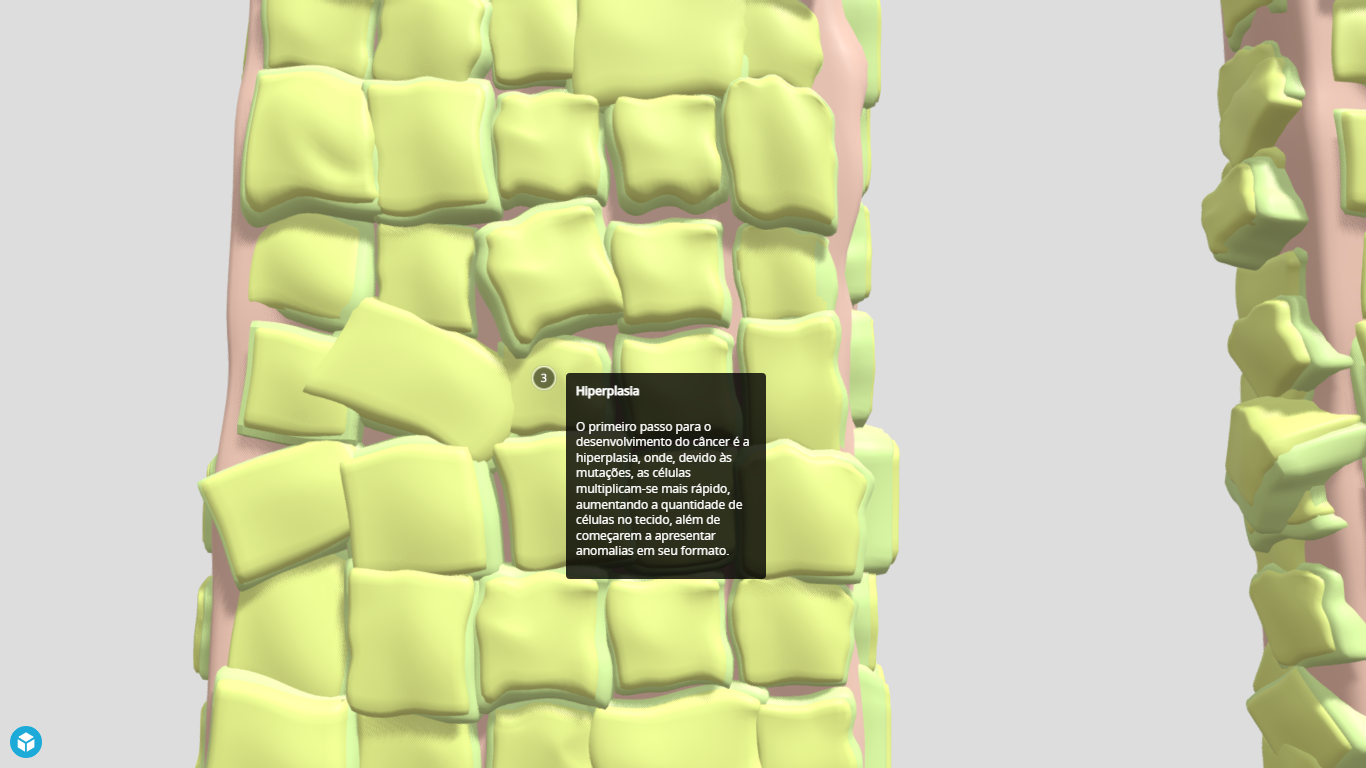 3
Hiperplasia
O primeiro passo para o
desenvolvimento do câncer é a
hiperplasia, onde, devido às
mutações, as células
multiplicam-se mais rápido,
aumentando a quantidade de
células no tecido, além de
começarem a apresentar
anomalias em seu formato.